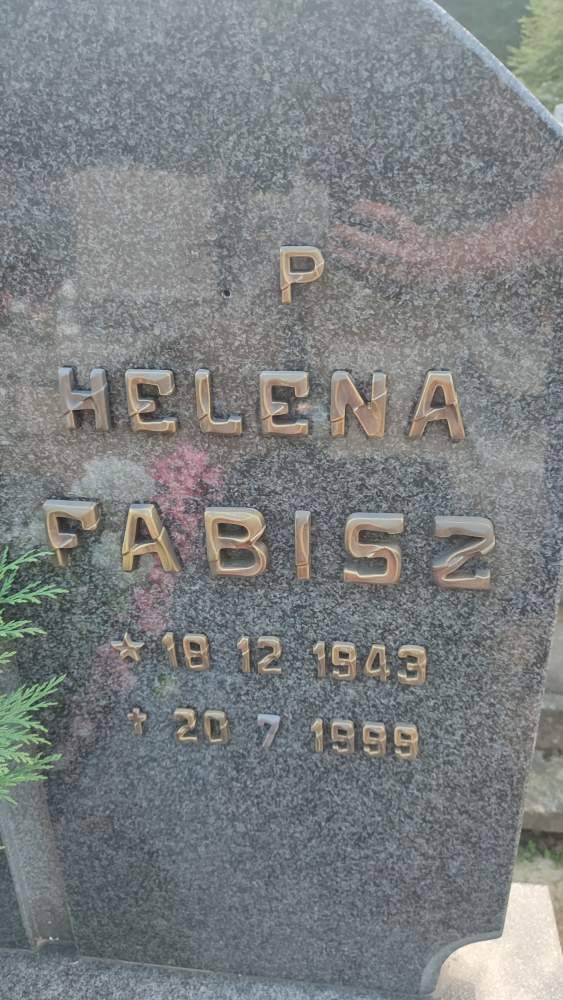 P
HELENA
FABISZ
* 18 12 1943
† 20 7 1999